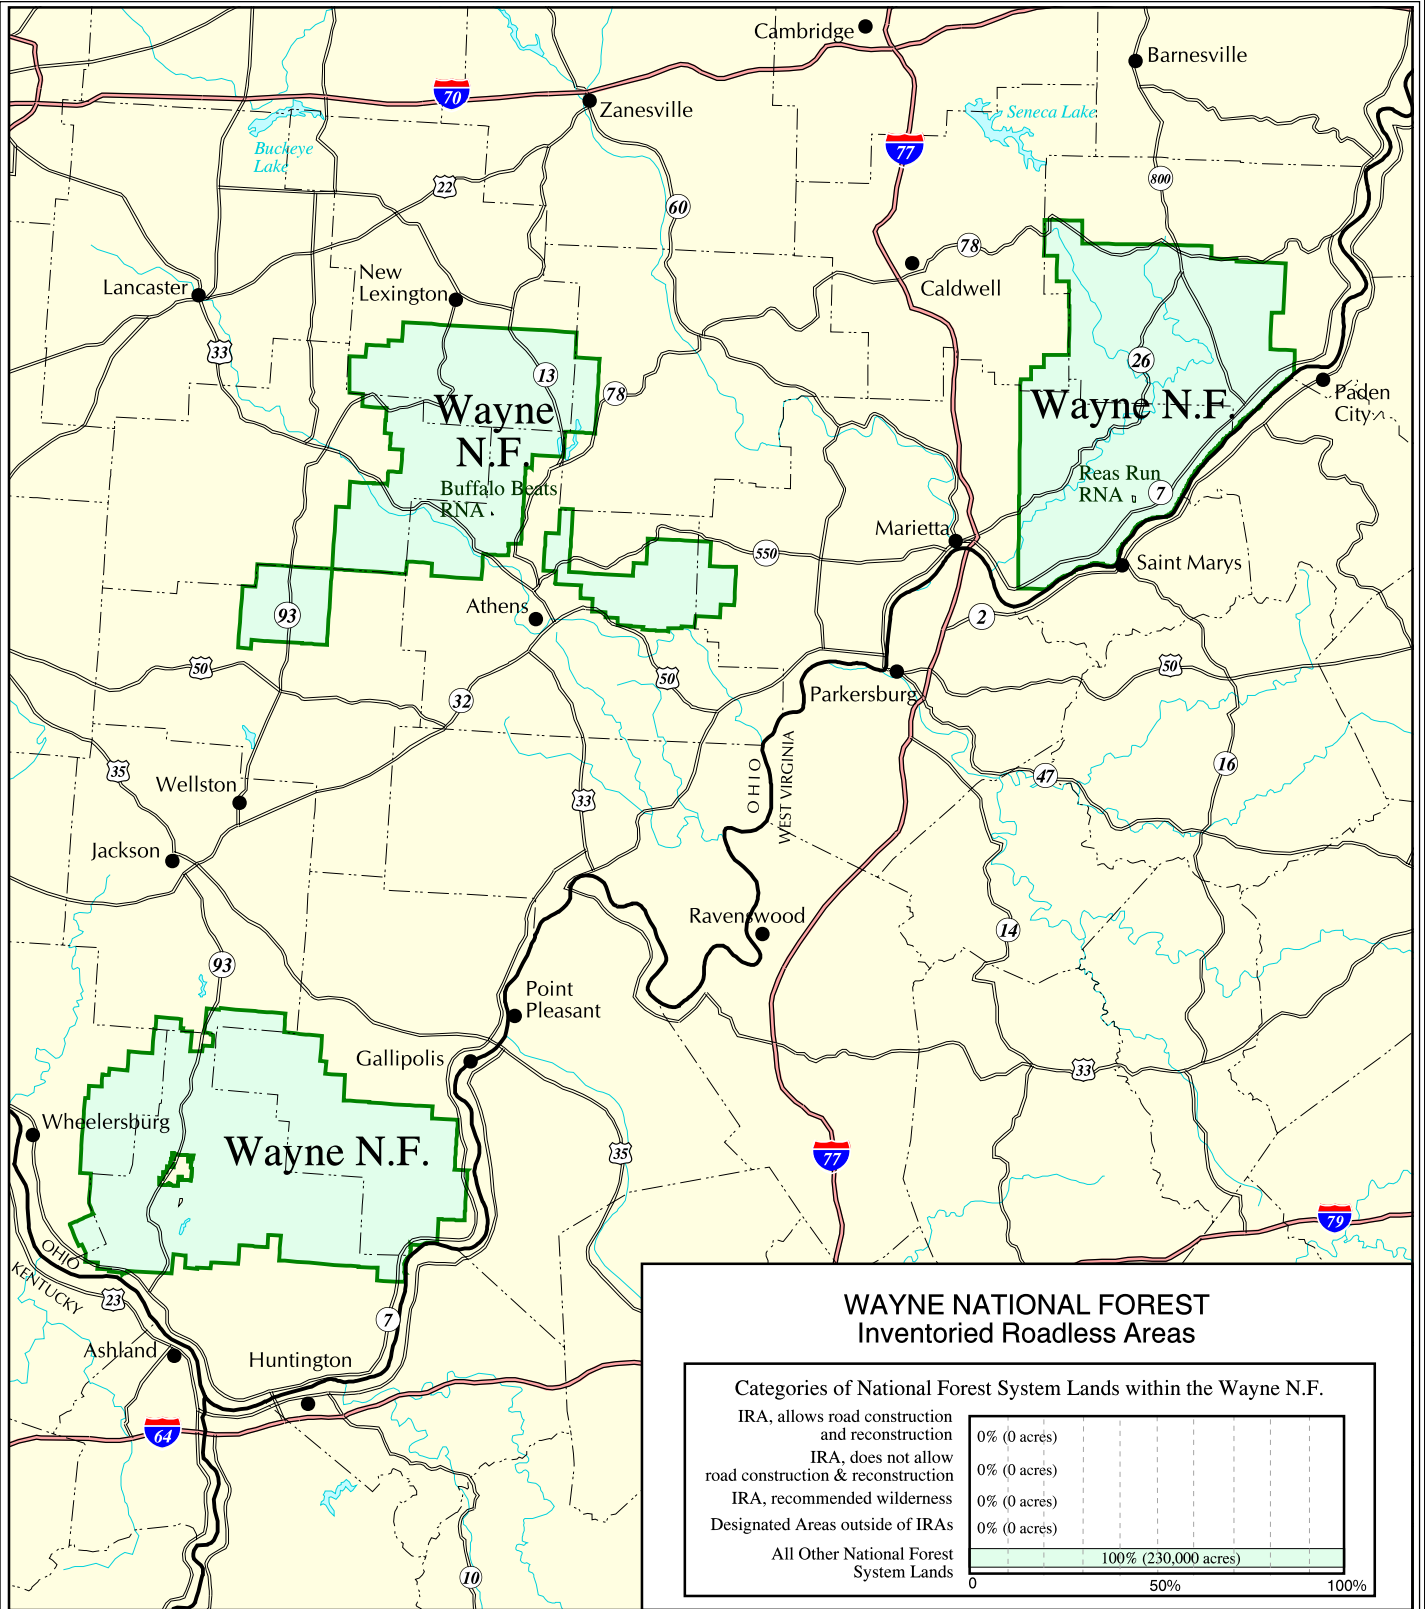 Cambridge
Barnesville
70
Zanesville
Seneca Lake
77
Buckeye
Lake
22
800
60
78
New
Lexington
Caldwell
Lancaster
33
13
26
78
Wayne
N.F.
Wayne N.F.
Paden
City
Buffalo Beats
RNA
Reas Run
RNA
7
Marietta
550
Saint Marys
Athens
93
2
50
50
50
32
Parkersburg
OHIO
WEST VIRGINIA
35
47
16
Wellston
33
Jackson
Ravenswood
14
93
Point
Pleasant
Gallipolis
33
Wheelersburg
Wayne N.F.
35
77
79
OHIO
KENTUCKY
23
7
Ashland
Huntington
64
10
WAYNE NATIONAL FOREST
Inventoried Roadless Areas
Categories of National Forest System Lands within the Wayne N.F.
IRA, allows road construction
and reconstruction
0% (0 acres)
IRA, does not allow
road construction & reconstruction
0% (0 acres)
IRA, recommended wilderness
0% (0 acres)
Designated Areas outside of IRAs
0% (0 acres)
All Other National Forest
System Lands
100% (230,000 acres)
0
50%
100%